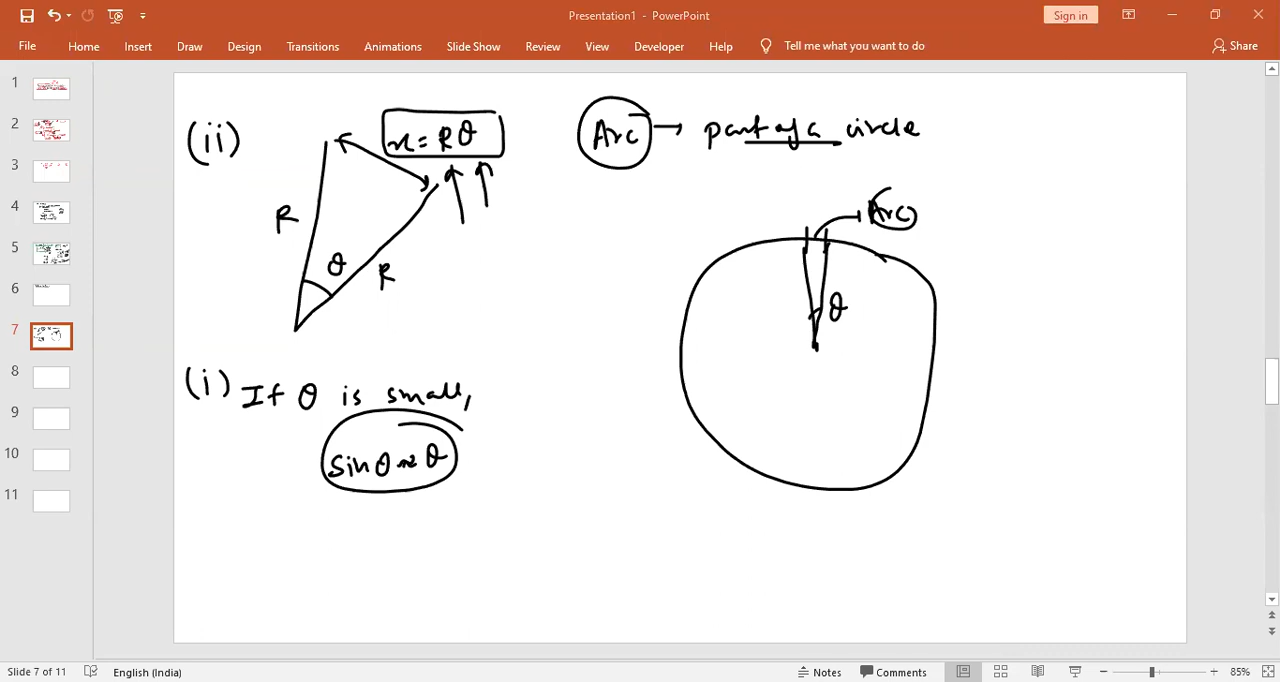 Presentation1 - PowerPoint
Sign in
File Home Insert Draw Design Transitions Animations Slide Show Review View Developer Help Tell me what you want to do Share
1
2
3
4
5
6
7
8
9
10
11
(ii)
x = Rθ
R
θ
R
(i) If θ is small,
sinθ ≈ θ
Arc → part of a circle
Arc
θ
Slide 7 of 11 English (India) Notes Comments 85%